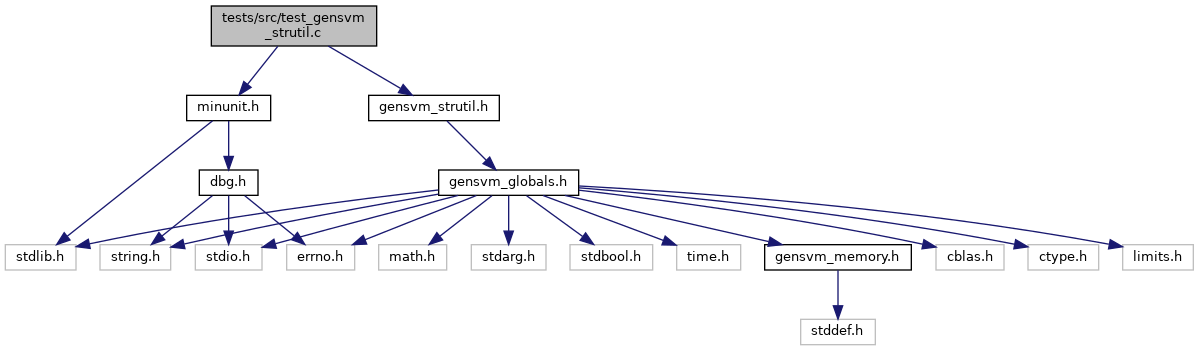 tests/src/test_gensvm
_strutil.c
minunit.h
gensvm_strutil.h
dbg.h
gensvm_globals.h
stdlib.h
string.h
stdio.h
errno.h
math.h
stdarg.h
stdbool.h
time.h
gensvm_memory.h
cblas.h
ctype.h
limits.h
stddef.h